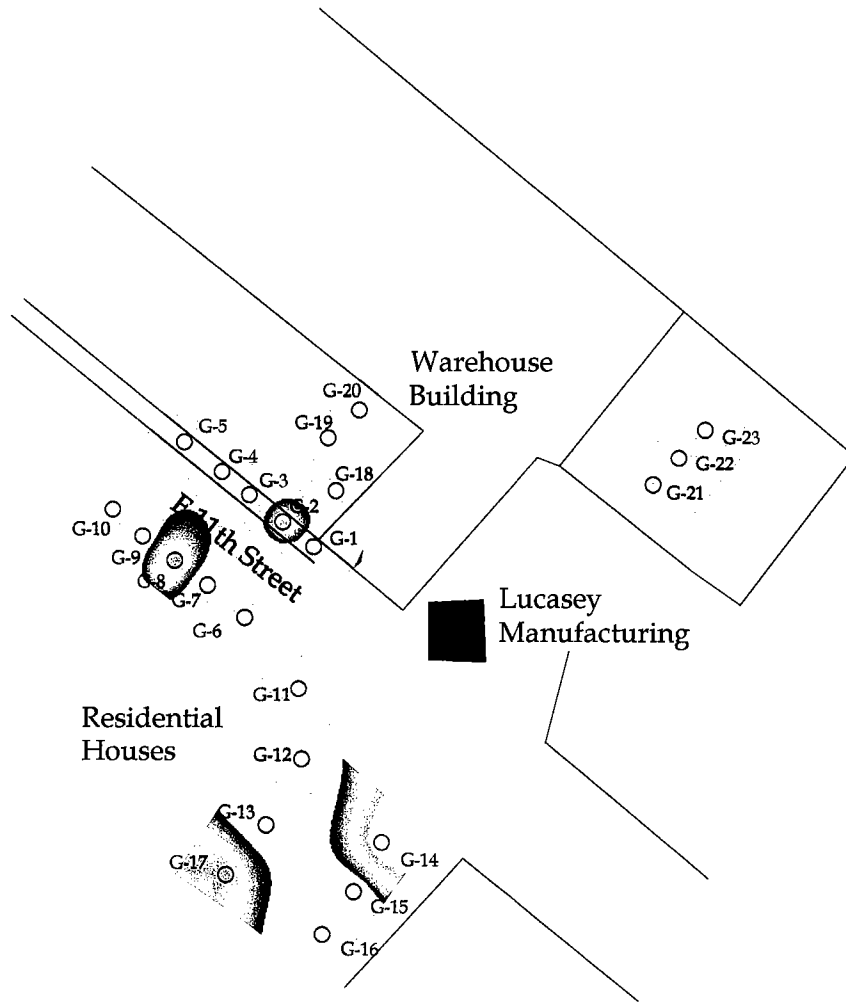 Warehouse
Building
G-20
G-19
G-5
G-4
G-3
G-18
G-2
G-1
G-23
G-22
G-21
E 11th Street
G-10
G-9
G-8
G-7
G-6
Lucasey
Manufacturing
G-11
Residential
Houses
G-12
G-13
G-14
G-17
G-15
G-16